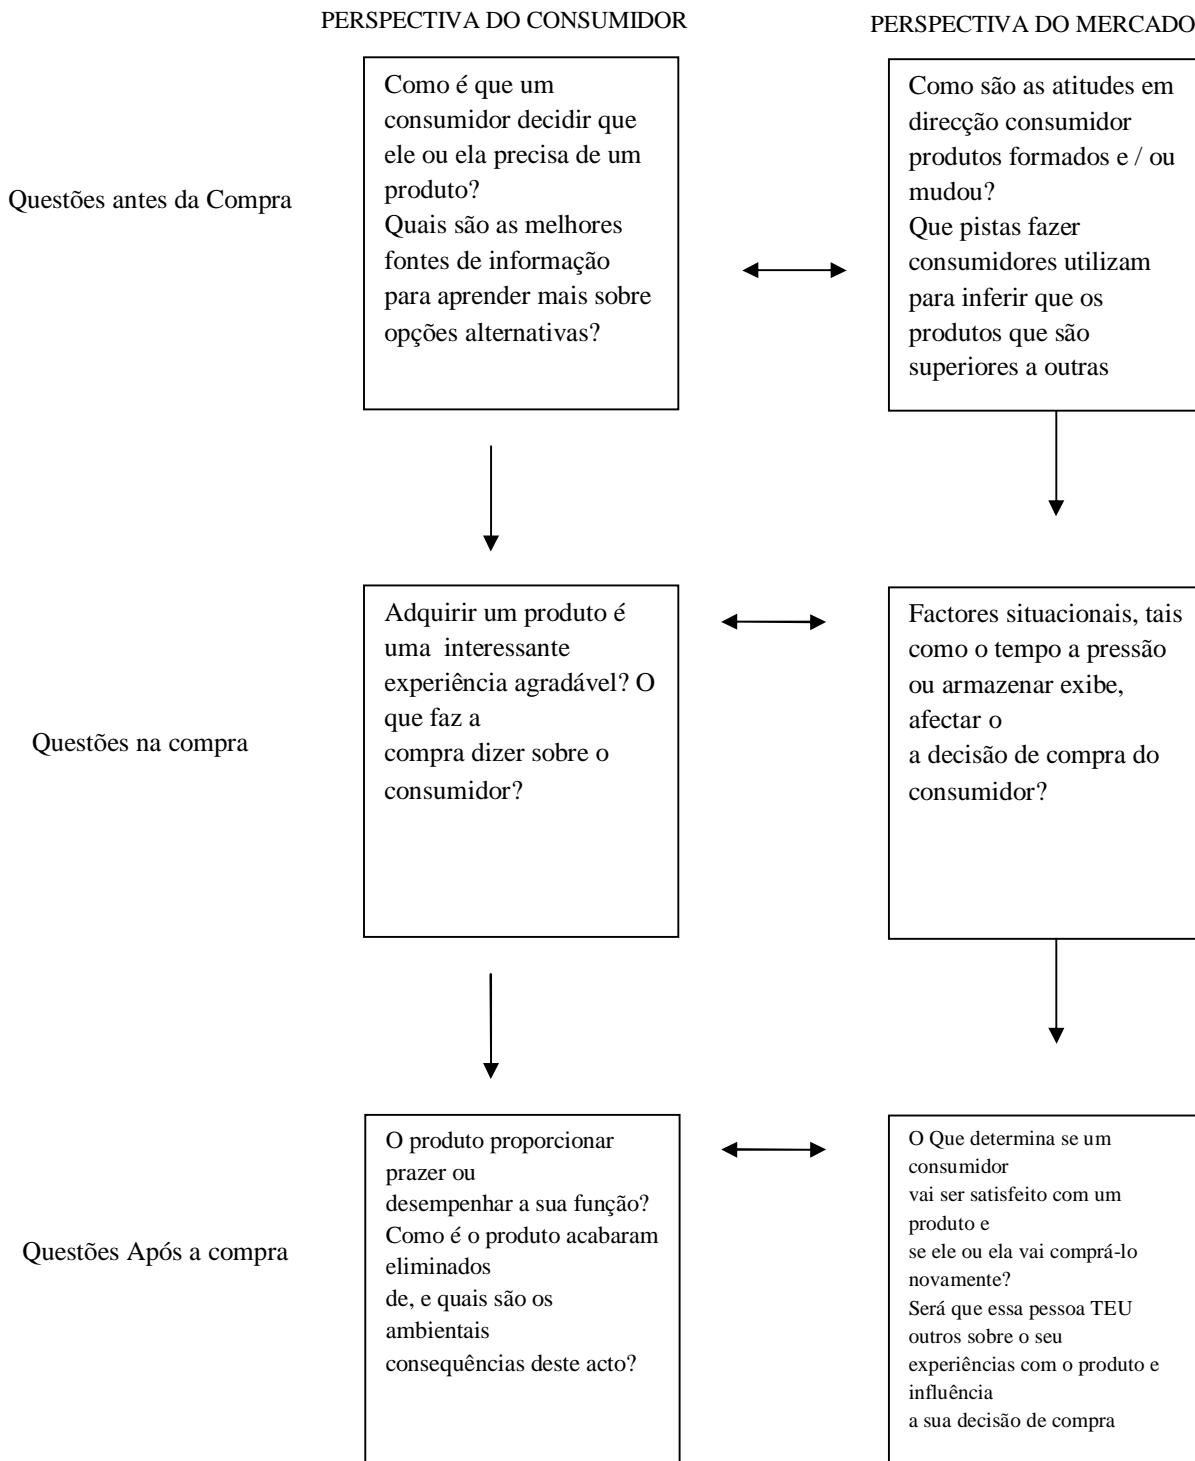 PERSPECTIVA DO CONSUMIDOR
PERSPECTIVA DO MERCADO
Questões antes da Compra
Como é que um
consumidor decidir que
ele ou ela precisa de um
produto?
Quais são as melhores
fontes de informação
para aprender mais sobre
opções alternativas?
Como são as atitudes em
direcção consumidor
produtos formados e / ou
mudou?
Que pistas fazer
consumidores utilizam
para inferir que os
produtos que são
superiores a outras
Questões na compra
Adquirir um produto é
uma interessante
experiência agradável? O
que faz a
compra dizer sobre o
consumidor?
Factores situacionais, tais
como o tempo a pressão
ou armazenar exibe,
afectar o
a decisão de compra do
consumidor?
Questões Após a compra
O produto proporcionar
prazer ou
desempenhar a sua função?
Como é o produto acabaram
eliminados
de, e quais são os
ambientais
consequências deste acto?
O Que determina se um
consumidor
vai ser satisfeito com um
produto e
se ele ou ela vai comprá-lo
novamente?
Será que essa pessoa TEU
outros sobre o seu
experiências com o produto e
influência
a sua decisão de compra